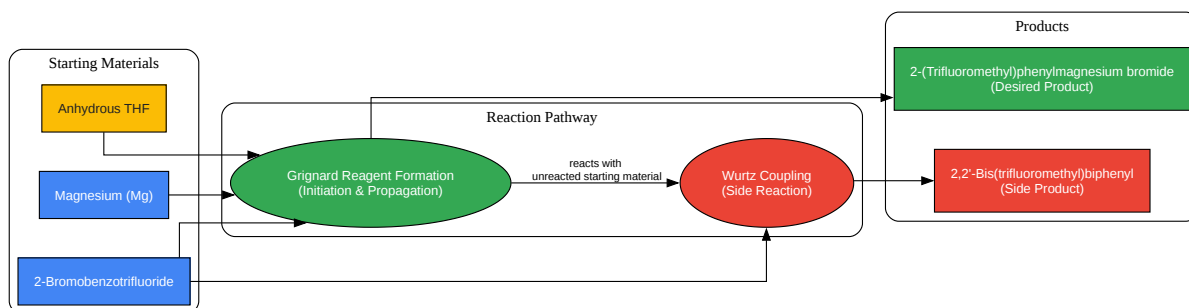 Starting Materials
Anhydrous THF
Magnesium (Mg)
2-Bromobenzotrifluoride
Reaction Pathway
Grignard Reagent Formation
(Initiation & Propagation)
reacts with
unreacted starting material
Wurtz Coupling
(Side Reaction)
Products
2-(Trifluoromethyl)phenylmagnesium bromide
(Desired Product)
2,2'-Bis(trifluoromethyl)biphenyl
(Side Product)